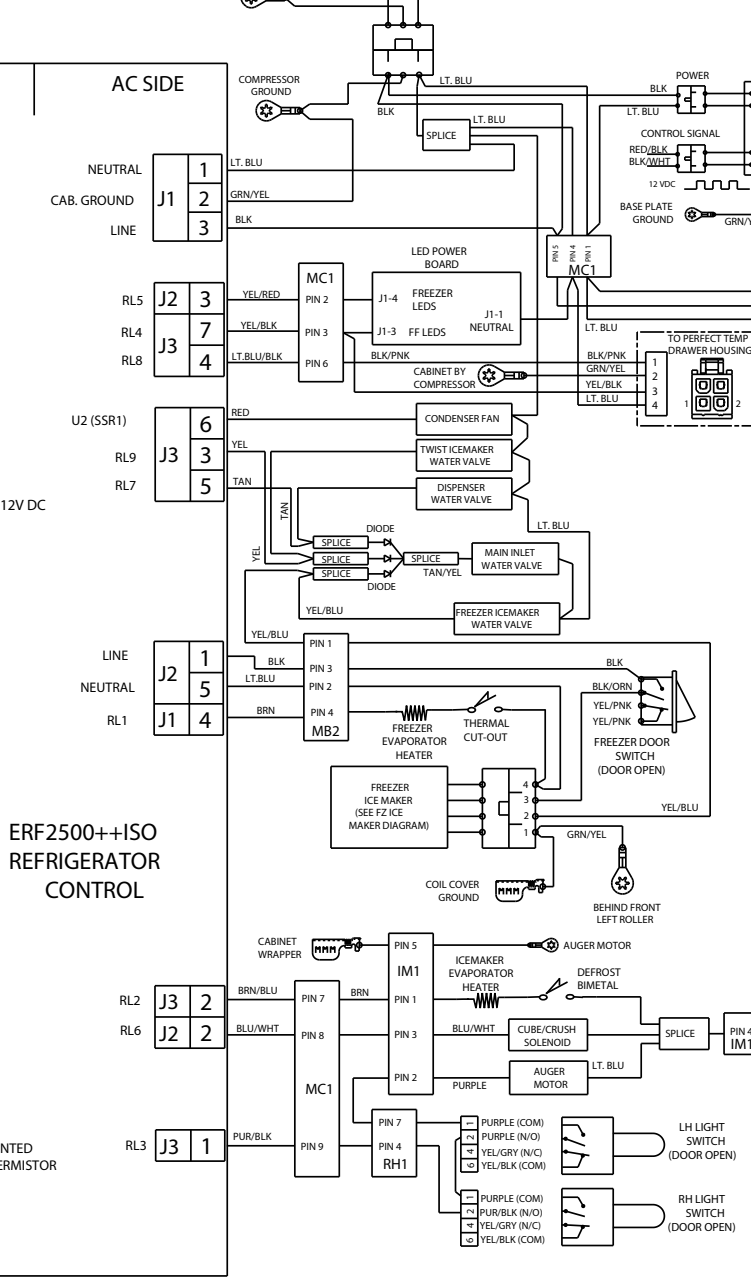 AC SIDE
COMPRESSOR
GROUND
BLK
LT. BLU
SPLICE
LT. BLU
POWER
BLK
LT. BLU
CONTROL SIGNAL
RED/BLK
BLK/WHT
12 VDC
BASE PLATE
GROUND
NEUTRAL
CAB. GROUND
LINE
J1
1
2
3
LT. BLU
GRN/YEL
BLK
PIN 5
PIN 4
PIN 1
MC1
LT. BLU
RL5
RL4
RL8
J2
3
J3
7
4
YEL/RED
YEL/BLK
LT.BLU/BLK
MC1
PIN 2
PIN 3
PIN 6
LED POWER
BOARD
J1-4
FREEZER
LEDS
J1-3
FF LEDS
J1-1
NEUTRAL
BLK/PNK
CABINET BY
COMPRESSOR
BLK/PNK
GRN/YEL
YEL/BLK
LT. BLU
TO PERFECT TEMP
DRAWER HOUSING
1
2
3
4
1
2
U2 (SSR1)
RL9
RL7
J3
6
3
5
RED
YEL
TAN
CONDENSER FAN
TWIST ICEMAKER
WATER VALVE
DISPENSER
WATER VALVE
LT. BLU
12V DC
TAN
YEL
DIODE
SPLICE
SPLICE
SPLICE
DIODE
SPLICE
TAN/YEL
MAIN INLET
WATER VALVE
YEL/BLU
FREEZER ICEMAKER
WATER VALVE
YEL/BLU
LINE
NEUTRAL
RL1
J2
1
5
J1
4
BLK
LT.BLU
BRN
PIN 1
PIN 3
PIN 2
PIN 4
MB2
FREEZER
EVAPORATOR
HEATER
THERMAL
CUT-OUT
BLK
BLK/ORN
YEL/PNK
YEL/PNK
FREEZER DOOR
SWITCH
(DOOR OPEN)
FREEZER
ICE MAKER
(SEE FZ ICE
MAKER DIAGRAM)
4
3
2
1
YEL/BLU
GRN/YEL
COIL COVER
GROUND
BEHIND FRONT
LEFT ROLLER
ERF2500++ISO
REFRIGERATOR
CONTROL
CABINET
WRAPPER
PIN 5
IM1
PIN 1
PIN 3
PIN 2
AUGER MOTOR
ICEMAKER
EVAPORATOR
HEATER
DEFROST
BIMETAL
RL2
RL6
J3
2
J2
2
BRN/BLU
BLU/WHT
PIN 7
BRN
PIN 8
MC1
PIN 9
BLU/WHT
CUBE/CRUSH
SOLENOID
PURPLE
AUGER
MOTOR
LT. BLU
SPLICE
PIN 4
IM1
RL3
J3
1
PUR/BLK
PIN 7
PIN 4
RH1
1
PURPLE (COM)
2
PURPLE (N/O)
4
YEL/GRY (N/C)
6
YEL/BLK (COM)
LH LIGHT
SWITCH
(DOOR OPEN)
1
PURPLE (COM)
2
PUR/BLK (N/O)
4
YEL/GRY (N/C)
6
YEL/BLK (COM)
RH LIGHT
SWITCH
(DOOR OPEN)